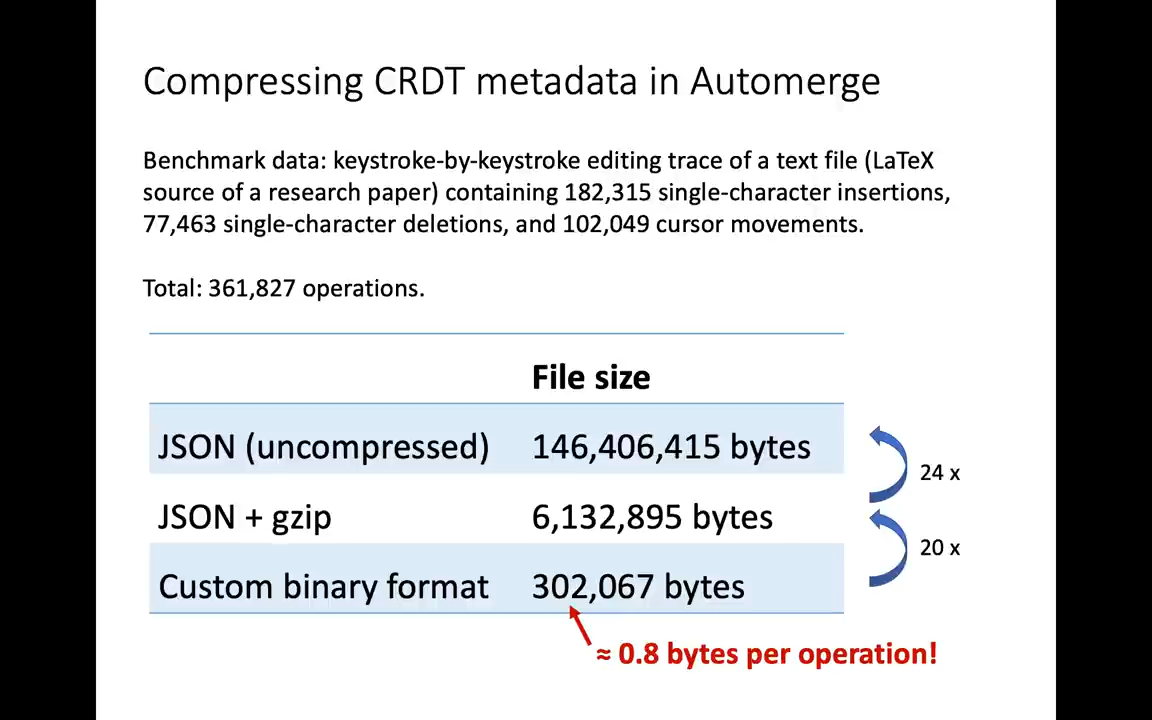 Compressing CRDT metadata in Automerge
Benchmark data: keystroke-by-keystroke editing trace of a text file (LaTeX
source of a research paper) containing 182,315 single-character insertions,
77,463 single-character deletions, and 102,049 cursor movements.
Total: 361,827 operations.
File size
JSON (uncompressed) 146,406,415 bytes
24 x
JSON + gzip 6,132,895 bytes
20 x
Custom binary format 302,067 bytes
≈ 0.8 bytes per operation!